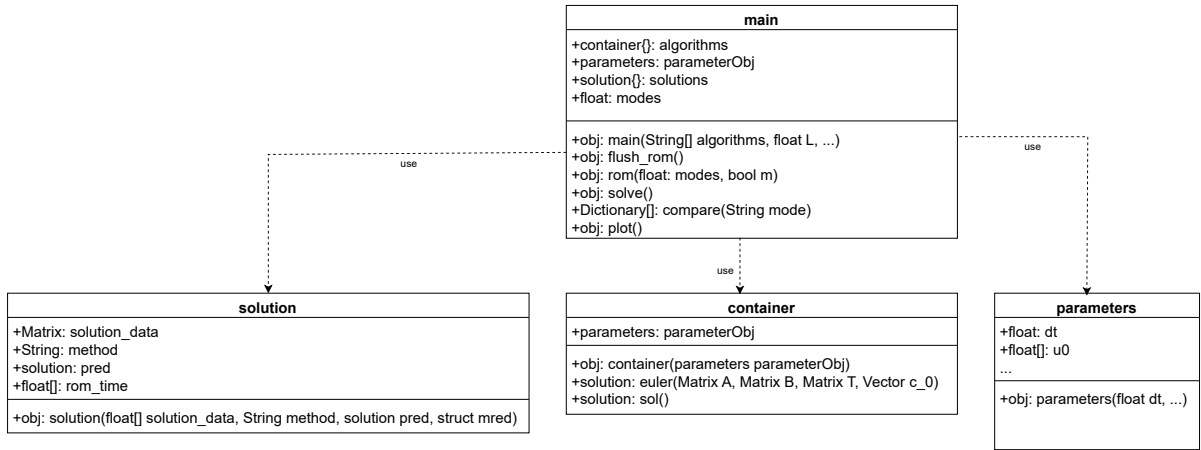 main
+container{}: algorithms
+parameters: parameterObj
+solution{}: solutions
+float: modes
+obj: main(String[] algorithms, float L, ...)
+obj: flush_rom()
+obj: rom(float: modes, bool m)
+obj: solve()
+Dictionary[]: compare(String mode)
+obj: plot()
use
use
use
solution
+Matrix: solution_data
+String: method
+solution: pred
+float[]: rom_time
+obj: solution(float[] solution_data, String method, solution pred, struct mred)
container
+parameters: parameterObj
+obj: container(parameters parameterObj)
+solution: euler(Matrix A, Matrix B, Matrix T, Vector c_0)
+solution: sol()
parameters
+float: dt
+float[]: u0
...
+obj: parameters(float dt, ...)